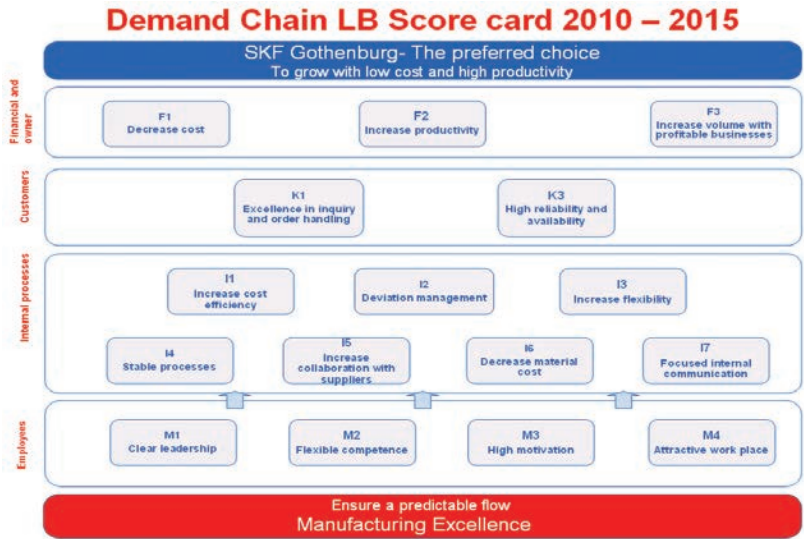 Demand Chain LB Score card 2010 – 2015
SKF Gothenburg- The preferred choice
To grow with low cost and high productivity
Financial and
owner
F1
Decrease cost
F2
Increase productivity
F3
Increase volume with
profitable businesses
Customers
K1
Excellence in inquiry
and order handling
K3
High reliability and
availability
Internal processes
I1
Increase cost
efficiency
I2
Deviation management
I3
Increase flexibility
I4
Stable processes
I5
Increase
collaboration with
suppliers
I6
Decrease material
cost
I7
Focused internal
communication
Employees
M1
Clear leadership
M2
Flexible competence
M3
High motivation
M4
Attractive work place
Ensure a predictable flow
Manufacturing Excellence